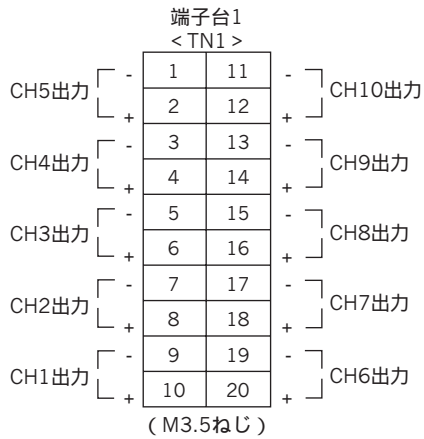 端子台1
< TN1 >
- 1 11 -
CH5出力 CH10出力
+ 2 12 +
- 3 13 -
CH4出力 CH9出力
+ 4 14 +
- 5 15 -
CH3出力 CH8出力
+ 6 16 +
- 7 17 -
CH2出力 CH7出力
+ 8 18 +
- 9 19 -
CH1出力 CH6出力
+ 10 20 +
(M3.5ねじ)